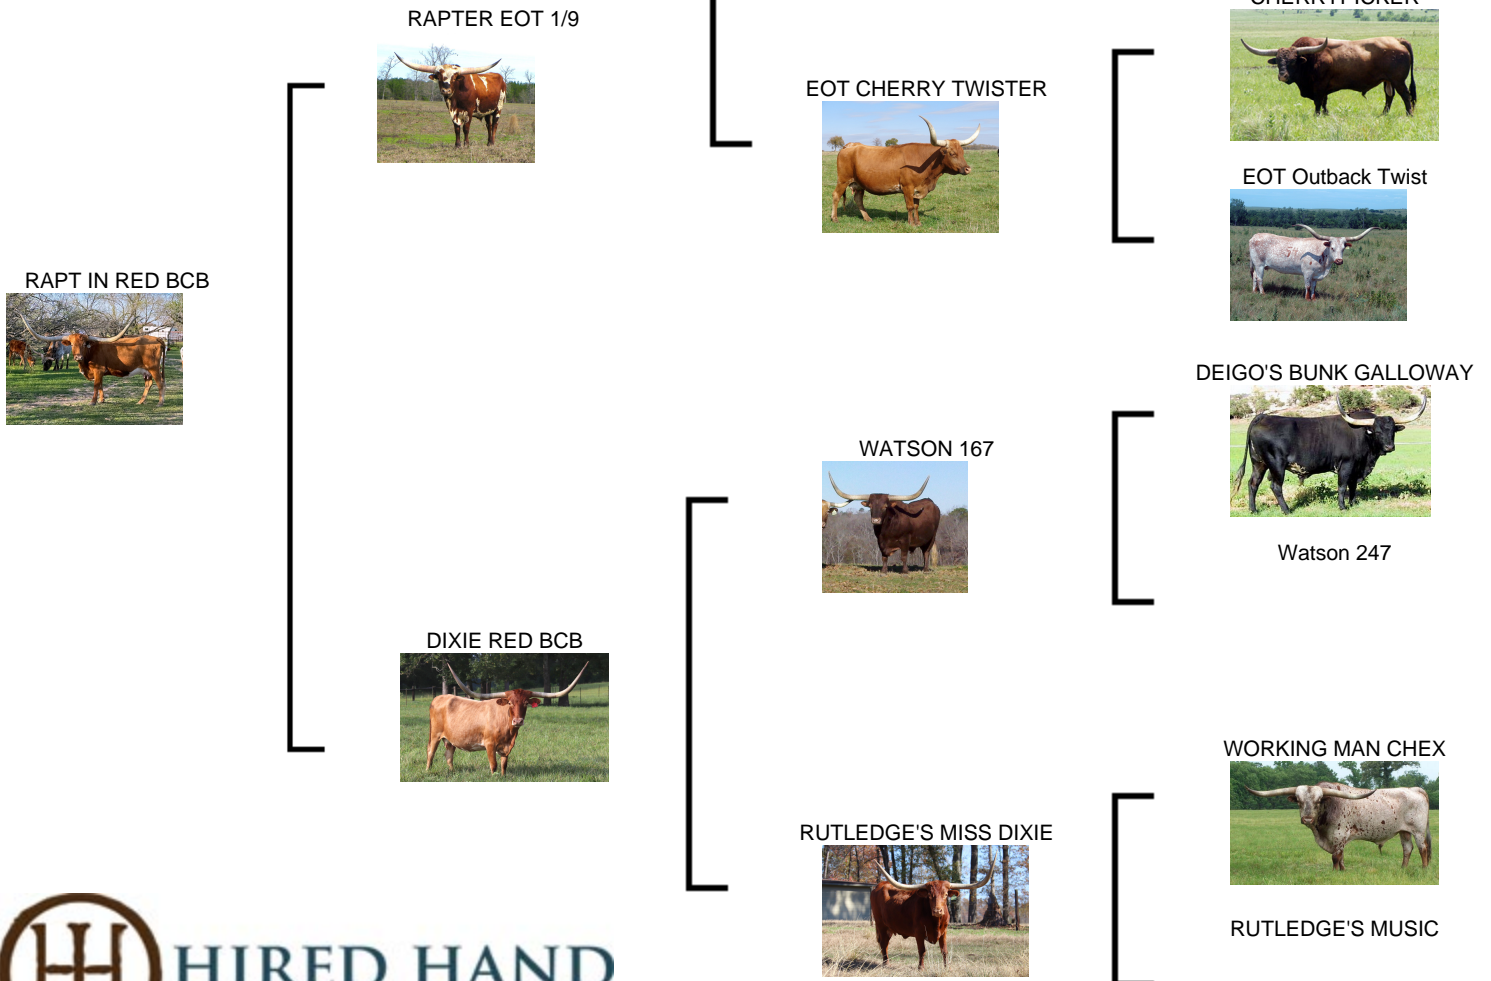 RAPTER EOT 1/9
EOT CHERRY TWISTER
EOT Outback Twist
RAPT IN RED BCB
DEIGO'S BUNK GALLOWAY
WATSON 167
Watson 247
DIXIE RED BCB
WORKING MAN CHEX
RUTLEDGE'S MISS DIXIE
RUTLEDGE'S MUSIC
HIRED HAND